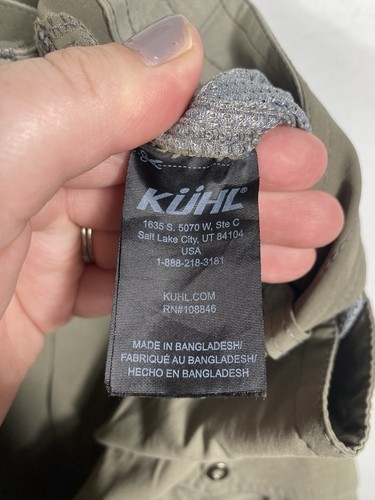 KÜHL®
1635 S. 5070 W, Ste C
Salt Lake City, UT 84104
USA
1-888-218-3181
KUHL.COM
RN#108846
MADE IN BANGLADESH/
FABRIQUÉ AU BANGLADESH/
HECHO EN BANGLADESH